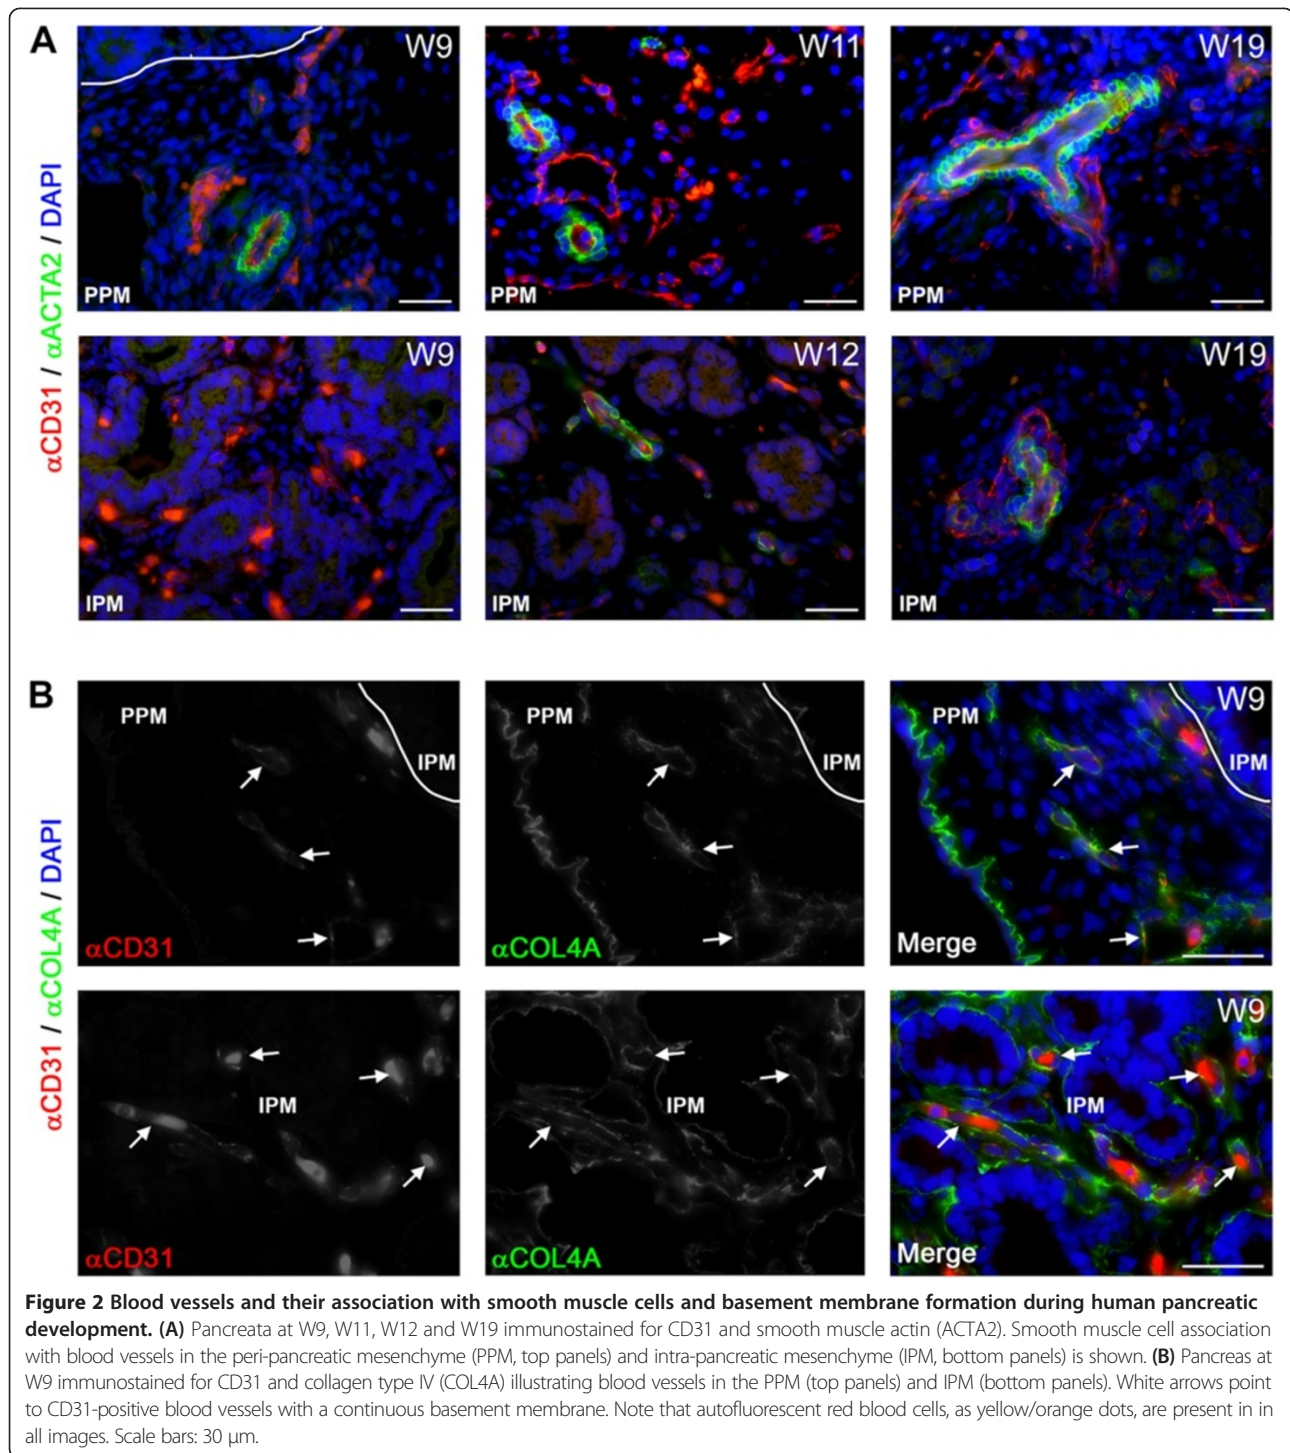 A
αCD31 / αACTA2 / DAPI
W9
PPM
W11
PPM
W19
PPM
W9
IPM
W12
IPM
W19
IPM
B
αCD31 / αCOL4A / DAPI
PPM
IPM
αCD31
PPM
IPM
αCOL4A
W9
PPM
IPM
Merge
IPM
αCD31
IPM
αCOL4A
W9
IPM
Merge
Figure 2 Blood vessels and their association with smooth muscle cells and basement membrane formation during human pancreatic
development. (A) Pancreata at W9, W11, W12 and W19 immunostained for CD31 and smooth muscle actin (ACTA2). Smooth muscle cell association
with blood vessels in the peri-pancreatic mesenchyme (PPM, top panels) and intra-pancreatic mesenchyme (IPM, bottom panels) is shown. (B) Pancreas at
W9 immunostained for CD31 and collagen type IV (COL4A) illustrating blood vessels in the PPM (top panels) and IPM (bottom panels). White arrows point
to CD31-positive blood vessels with a continuous basement membrane. Note that autofluorescent red blood cells, as yellow/orange dots, are present in in
all images. Scale bars: 30 μm.